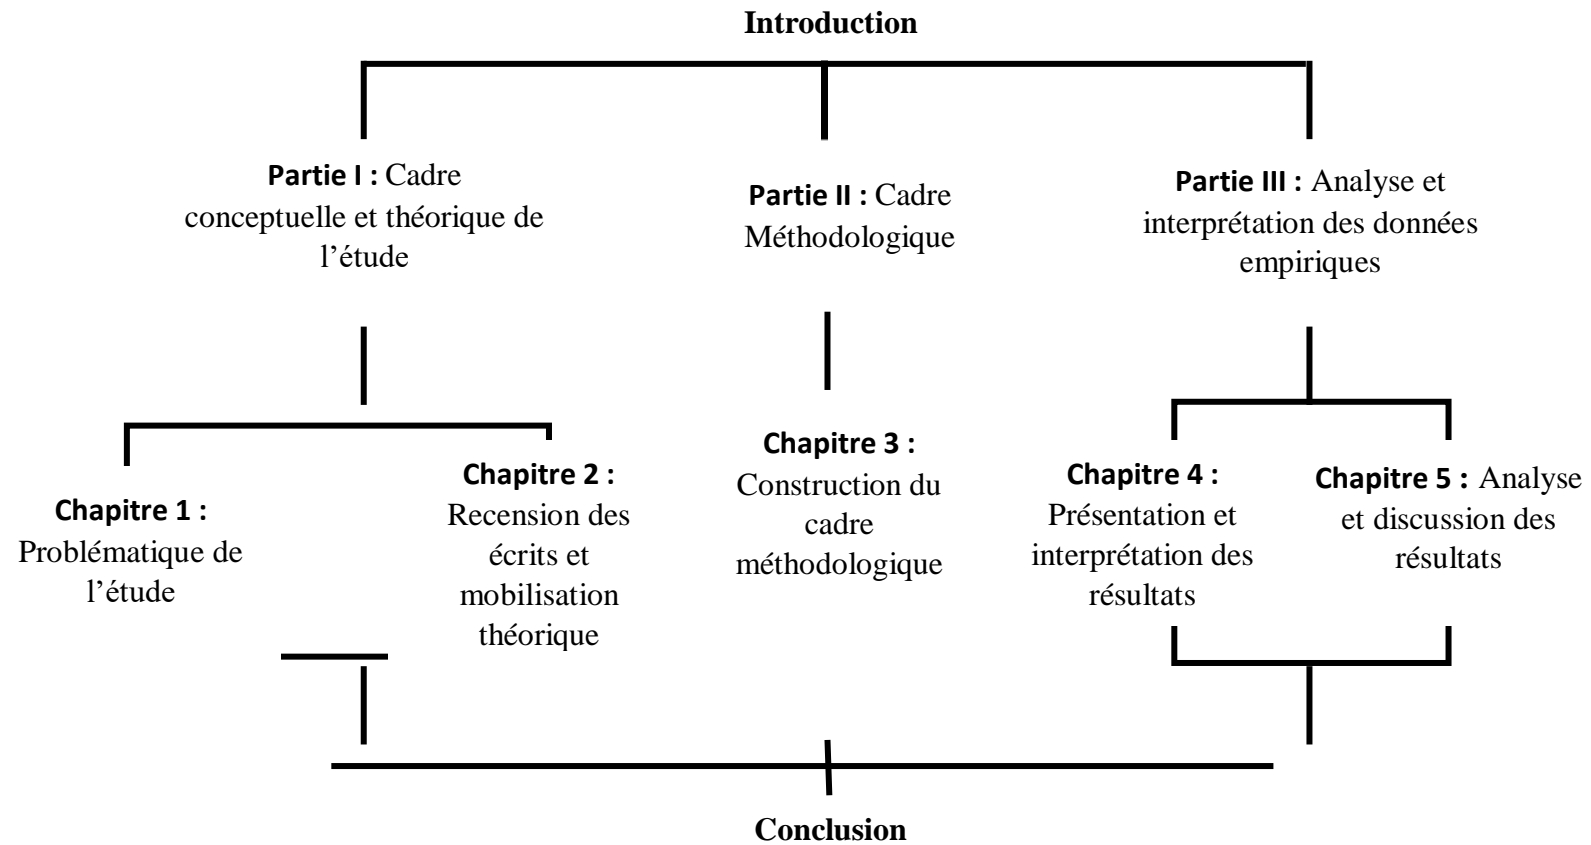 Introduction
Partie I : Cadre
conceptuelle et théorique de
l’étude
Partie II : Cadre
Méthodologique
Partie III : Analyse et
interprétation des données
empiriques
Chapitre 1 :
Problématique de
l’étude
Chapitre 2 :
Recension des
écrits et
mobilisation
théorique
Chapitre 3 :
Construction du
cadre
méthodologique
Chapitre 4 :
Présentation et
interprétation des
résultats
Chapitre 5 : Analyse
et discussion des
résultats
Conclusion